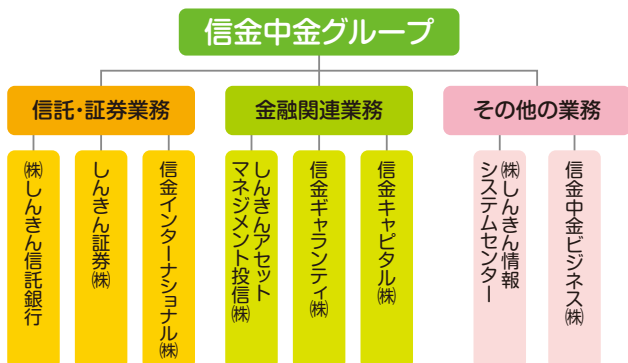 信金中金グループ
信託・証券業務
金融関連業務
その他の業務
㈱しんきん信託銀行
しんきん証券㈱
信金インターナショナル㈱
しんきんアセット
マネジメント投信㈱
信金ギャランティ㈱
信金キャピタル㈱
㈱しんきん情報
システムセンター
信金中金ビジネス㈱